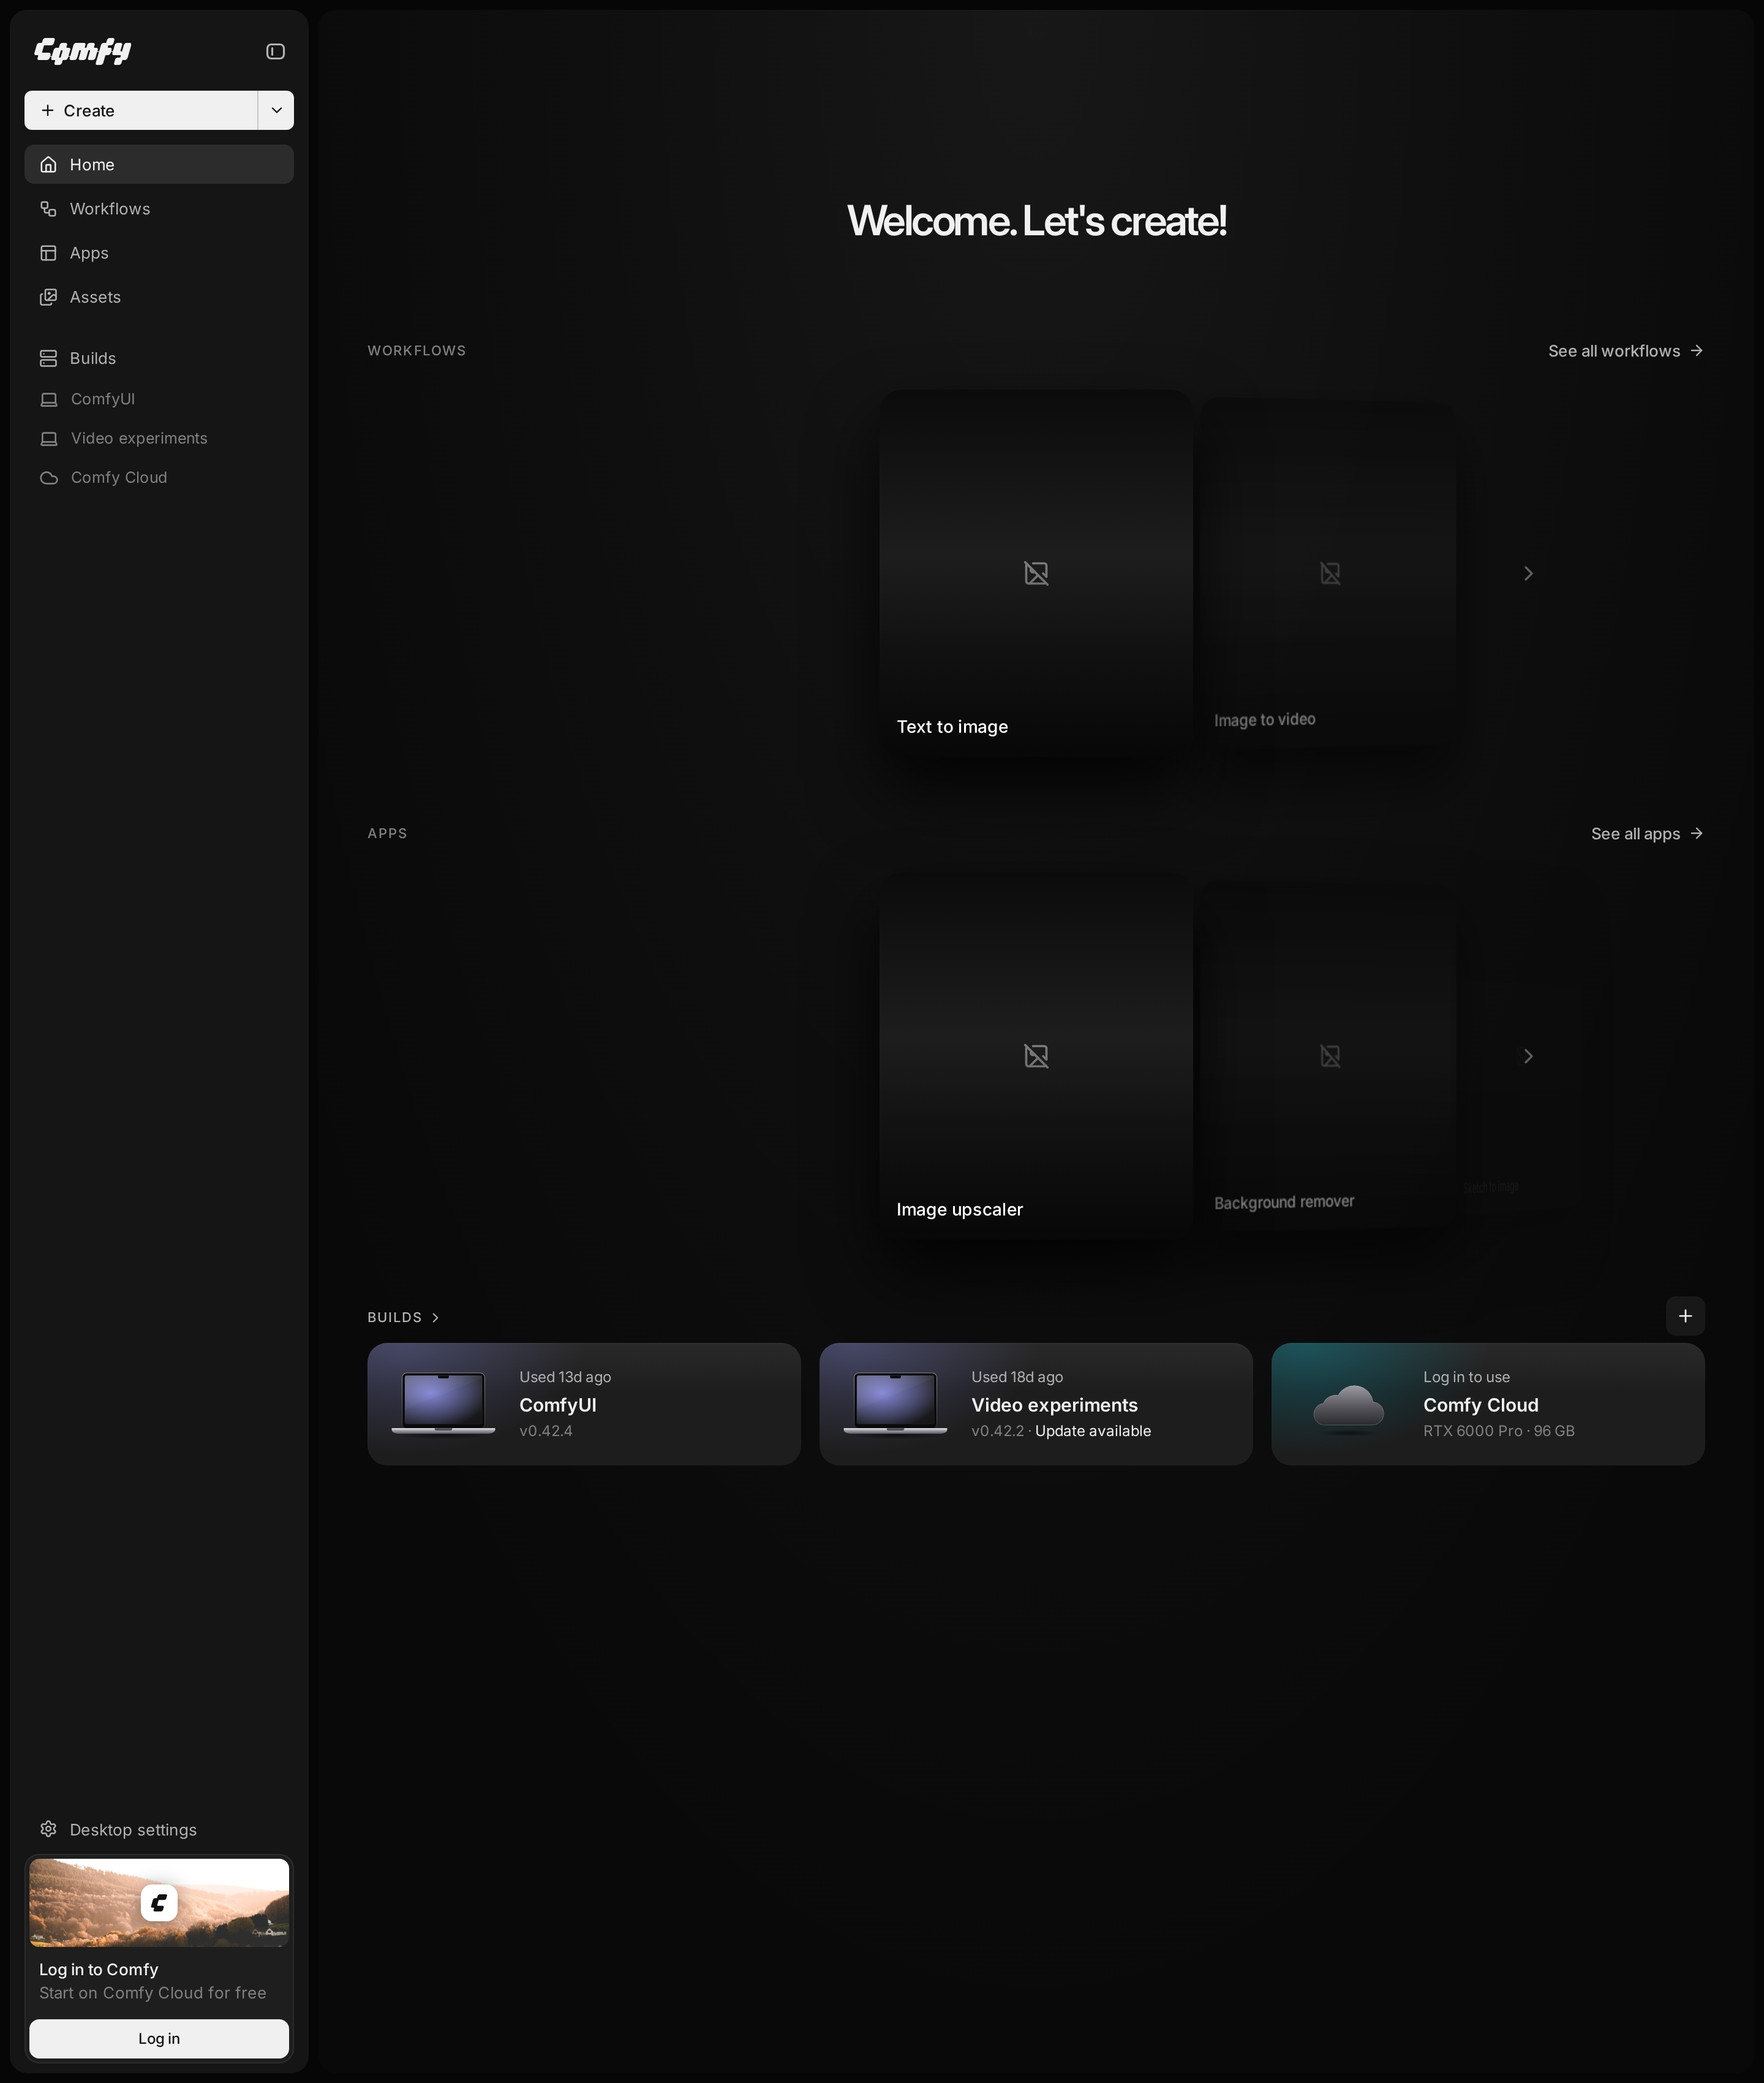 Comfy
Create
Home
Workflows
Apps
Assets
Builds
ComfyUI
Video experiments
Comfy Cloud
Desktop settings
Log in to Comfy
Start on Comfy Cloud for free
Log in
Welcome. Let's create!
WORKFLOWS
See all workflows
Text to image
Image to video
APPS
See all apps
Image upscaler
Background remover
BUILDS
Used 13d ago
ComfyUI
v0.42.4
Used 18d ago
Video experiments
v0.42.2 · Update available
Log in to use
Comfy Cloud
RTX 6000 Pro · 96 GB